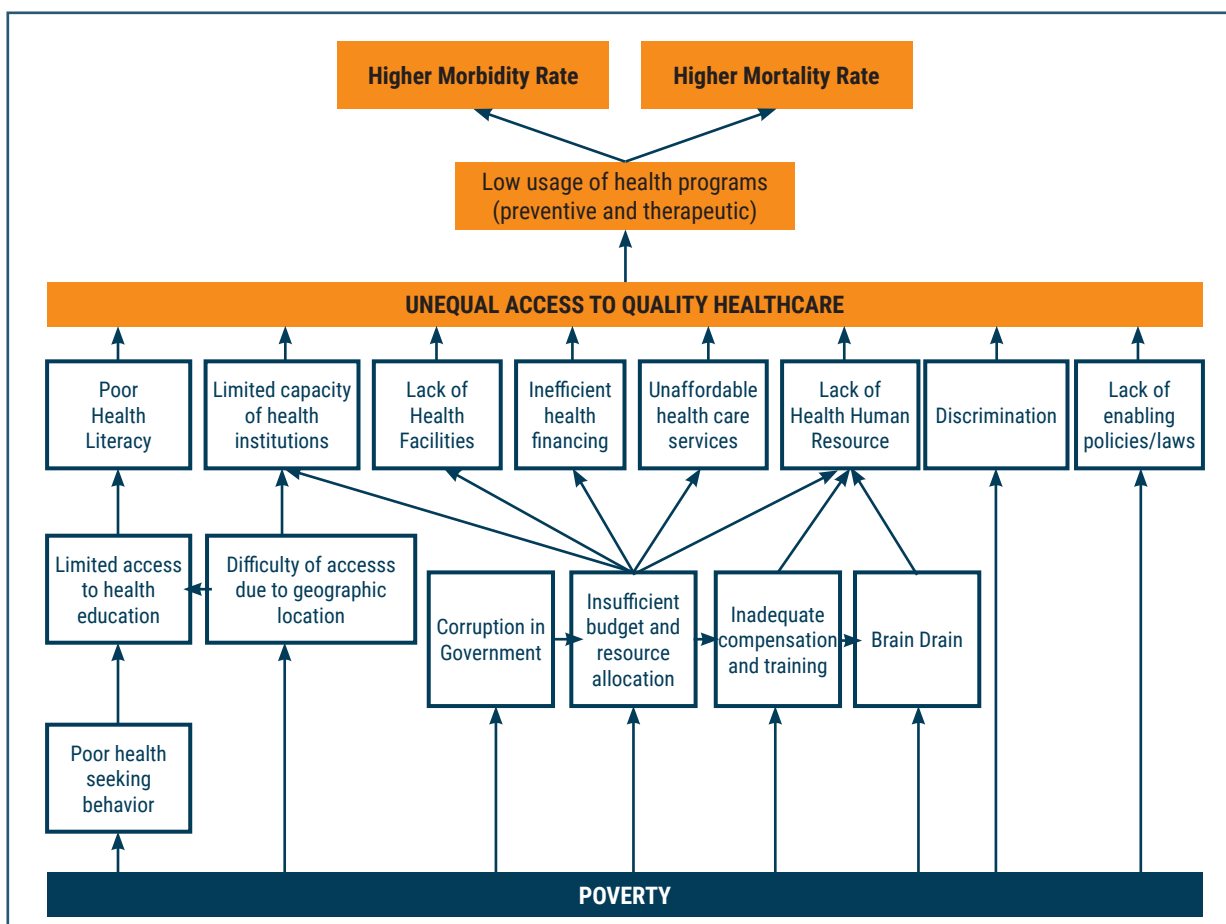 Higher Morbidity Rate
Higher Mortality Rate
Low usage of health programs
(preventive and therapeutic)
UNEQUAL ACCESS TO QUALITY HEALTHCARE
Poor
Health
Literacy
Limited capacity
of health
institutions
Lack of
Health
Facilities
Inefficient
health
financing
Unaffordable
health care
services
Lack of
Health Human
Resource
Discrimination
Lack of
enabling
policies/laws
Limited access
to health
education
Difficulty of accesss
due to geographic
location
Corruption in
Government
Insufficient
budget and
resource
allocation
Inadequate
compensation
and training
Brain Drain
Poor health
seeking
behavior
POVERTY